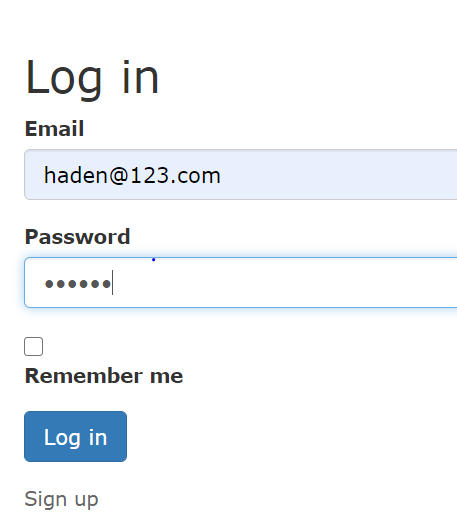 Log in
Email
haden@123.com
Password
••••••
Remember me
Log in
Sign up